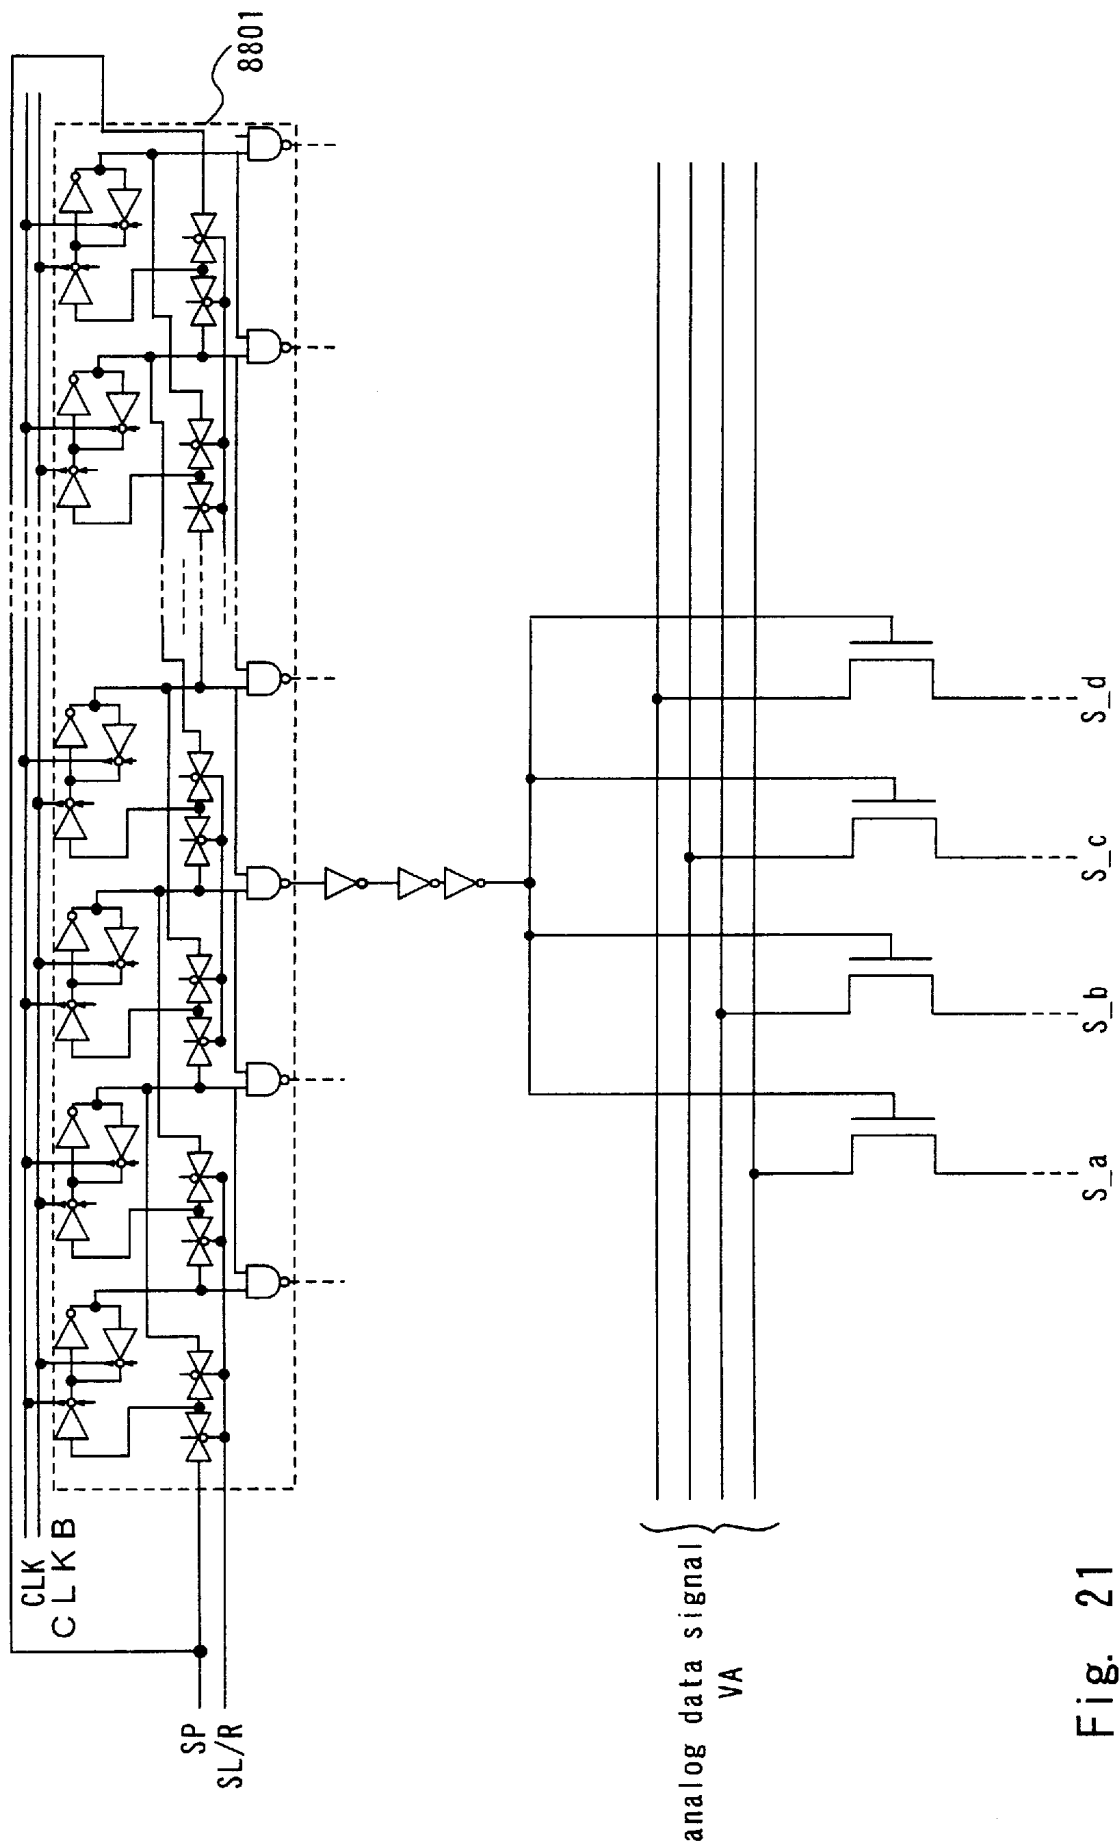 8801
CLK
CLKB
SP
SL/R
analog data signal
VA
S_a
S_b
S_c
S_d
Fig. 21